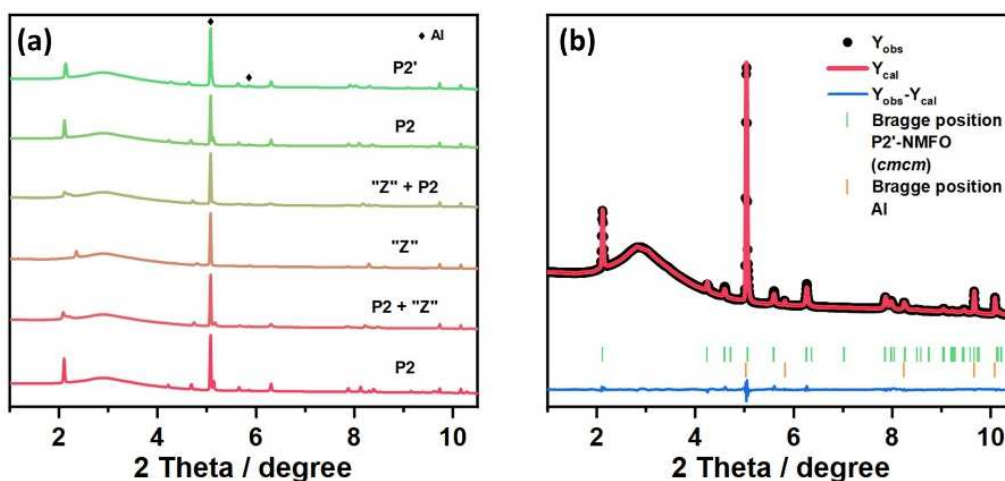 (a)
♦ Al
P2'
P2
"Z" + P2
"Z"
P2 + "Z"
P2
2 4 6 8 10
2 Theta / degree
(b)
Yobs
Ycal
Yobs-Ycal
Bragge position
P2'-NMFO
(cmcm)
Bragge position
Al
2 4 6 8 10
2 Theta / degree